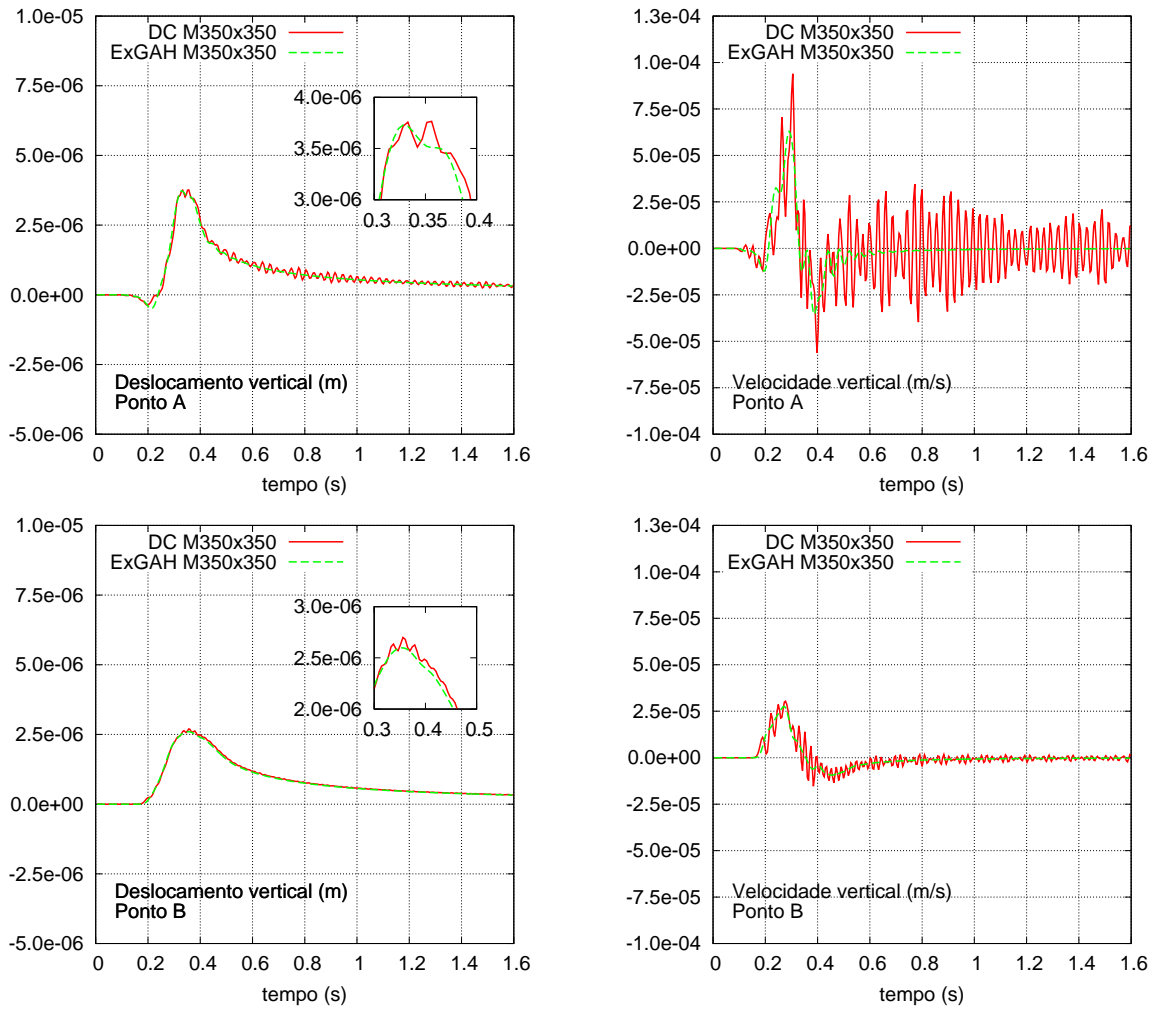 1.0e-05
7.5e-06
5.0e-06
2.5e-06
0.0e+00
-2.5e-06
-5.0e-06
DC M350x350
ExGAH M350x350
4.0e-06
3.5e-06
3.0e-06
0.3 0.35 0.4
Deslocamento vertical (m)
Ponto A
0 0.2 0.4 0.6 0.8 1 1.2 1.4 1.6
tempo (s)
1.3e-04
1.0e-04
7.5e-05
5.0e-05
2.5e-05
0.0e+00
-2.5e-05
-5.0e-05
-7.5e-05
-1.0e-04
DC M350x350
ExGAH M350x350
Velocidade vertical (m/s)
Ponto A
0 0.2 0.4 0.6 0.8 1 1.2 1.4 1.6
tempo (s)
1.0e-05
7.5e-06
5.0e-06
2.5e-06
0.0e+00
-2.5e-06
-5.0e-06
DC M350x350
ExGAH M350x350
3.0e-06
2.5e-06
2.0e-06
0.3 0.4 0.5
Deslocamento vertical (m)
Ponto B
0 0.2 0.4 0.6 0.8 1 1.2 1.4 1.6
tempo (s)
1.3e-04
1.0e-04
7.5e-05
5.0e-05
2.5e-05
0.0e+00
-2.5e-05
-5.0e-05
-7.5e-05
-1.0e-04
DC M350x350
ExGAH M350x350
Velocidade vertical (m/s)
Ponto B
0 0.2 0.4 0.6 0.8 1 1.2 1.4 1.6
tempo (s)